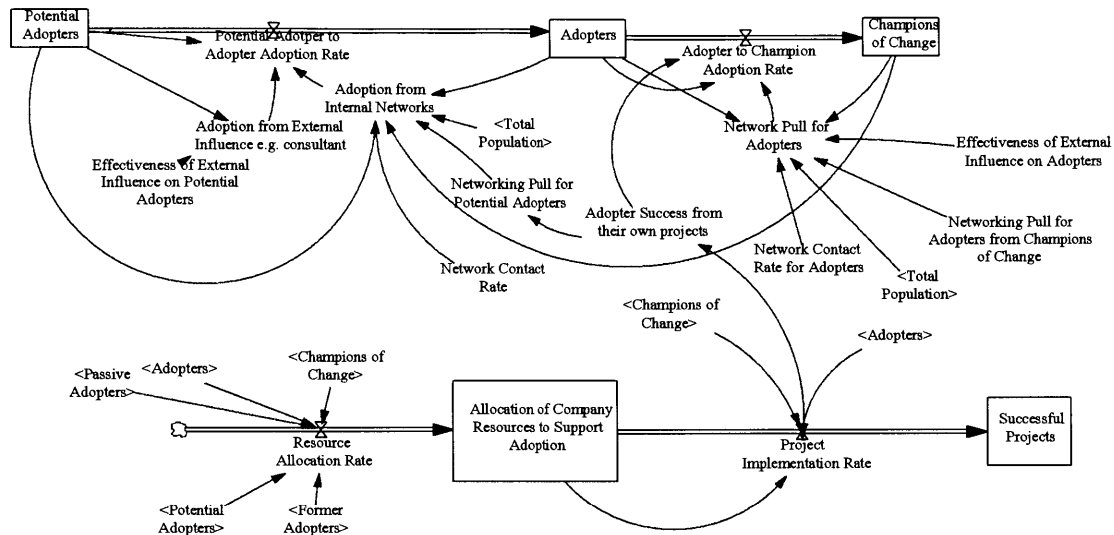 Potential
Adopters
Potential Adotper to
Adopter Adoption Rate
Adopters
Adopter to Champion
Adoption Rate
Champions
of Change
Adoption from
Internal Networks
<Total
Population>
Adoption from External
Influence e.g. consultant
Effectiveness of External
Influence on Potential
Adopters
Networking Pull for
Potential Adopters
Network Pull for
Adopters
Effectiveness of External
Influence on Adopters
Adopter Success from
their own projects
Networking Pull for
Adopters from Champions
of Change
Network Contact
Rate
Network Contact
Rate for Adopters
<Total
Population>
<Champions of
Change>
<Adopters>
<Passive
Adopters>
<Adopters>
<Champions of
Change>
Resource
Allocation Rate
Allocation of Company
Resources to Support
Adoption
Project
Implementation Rate
Successful
Projects
<Potential
Adopters>
<Former
Adopters>